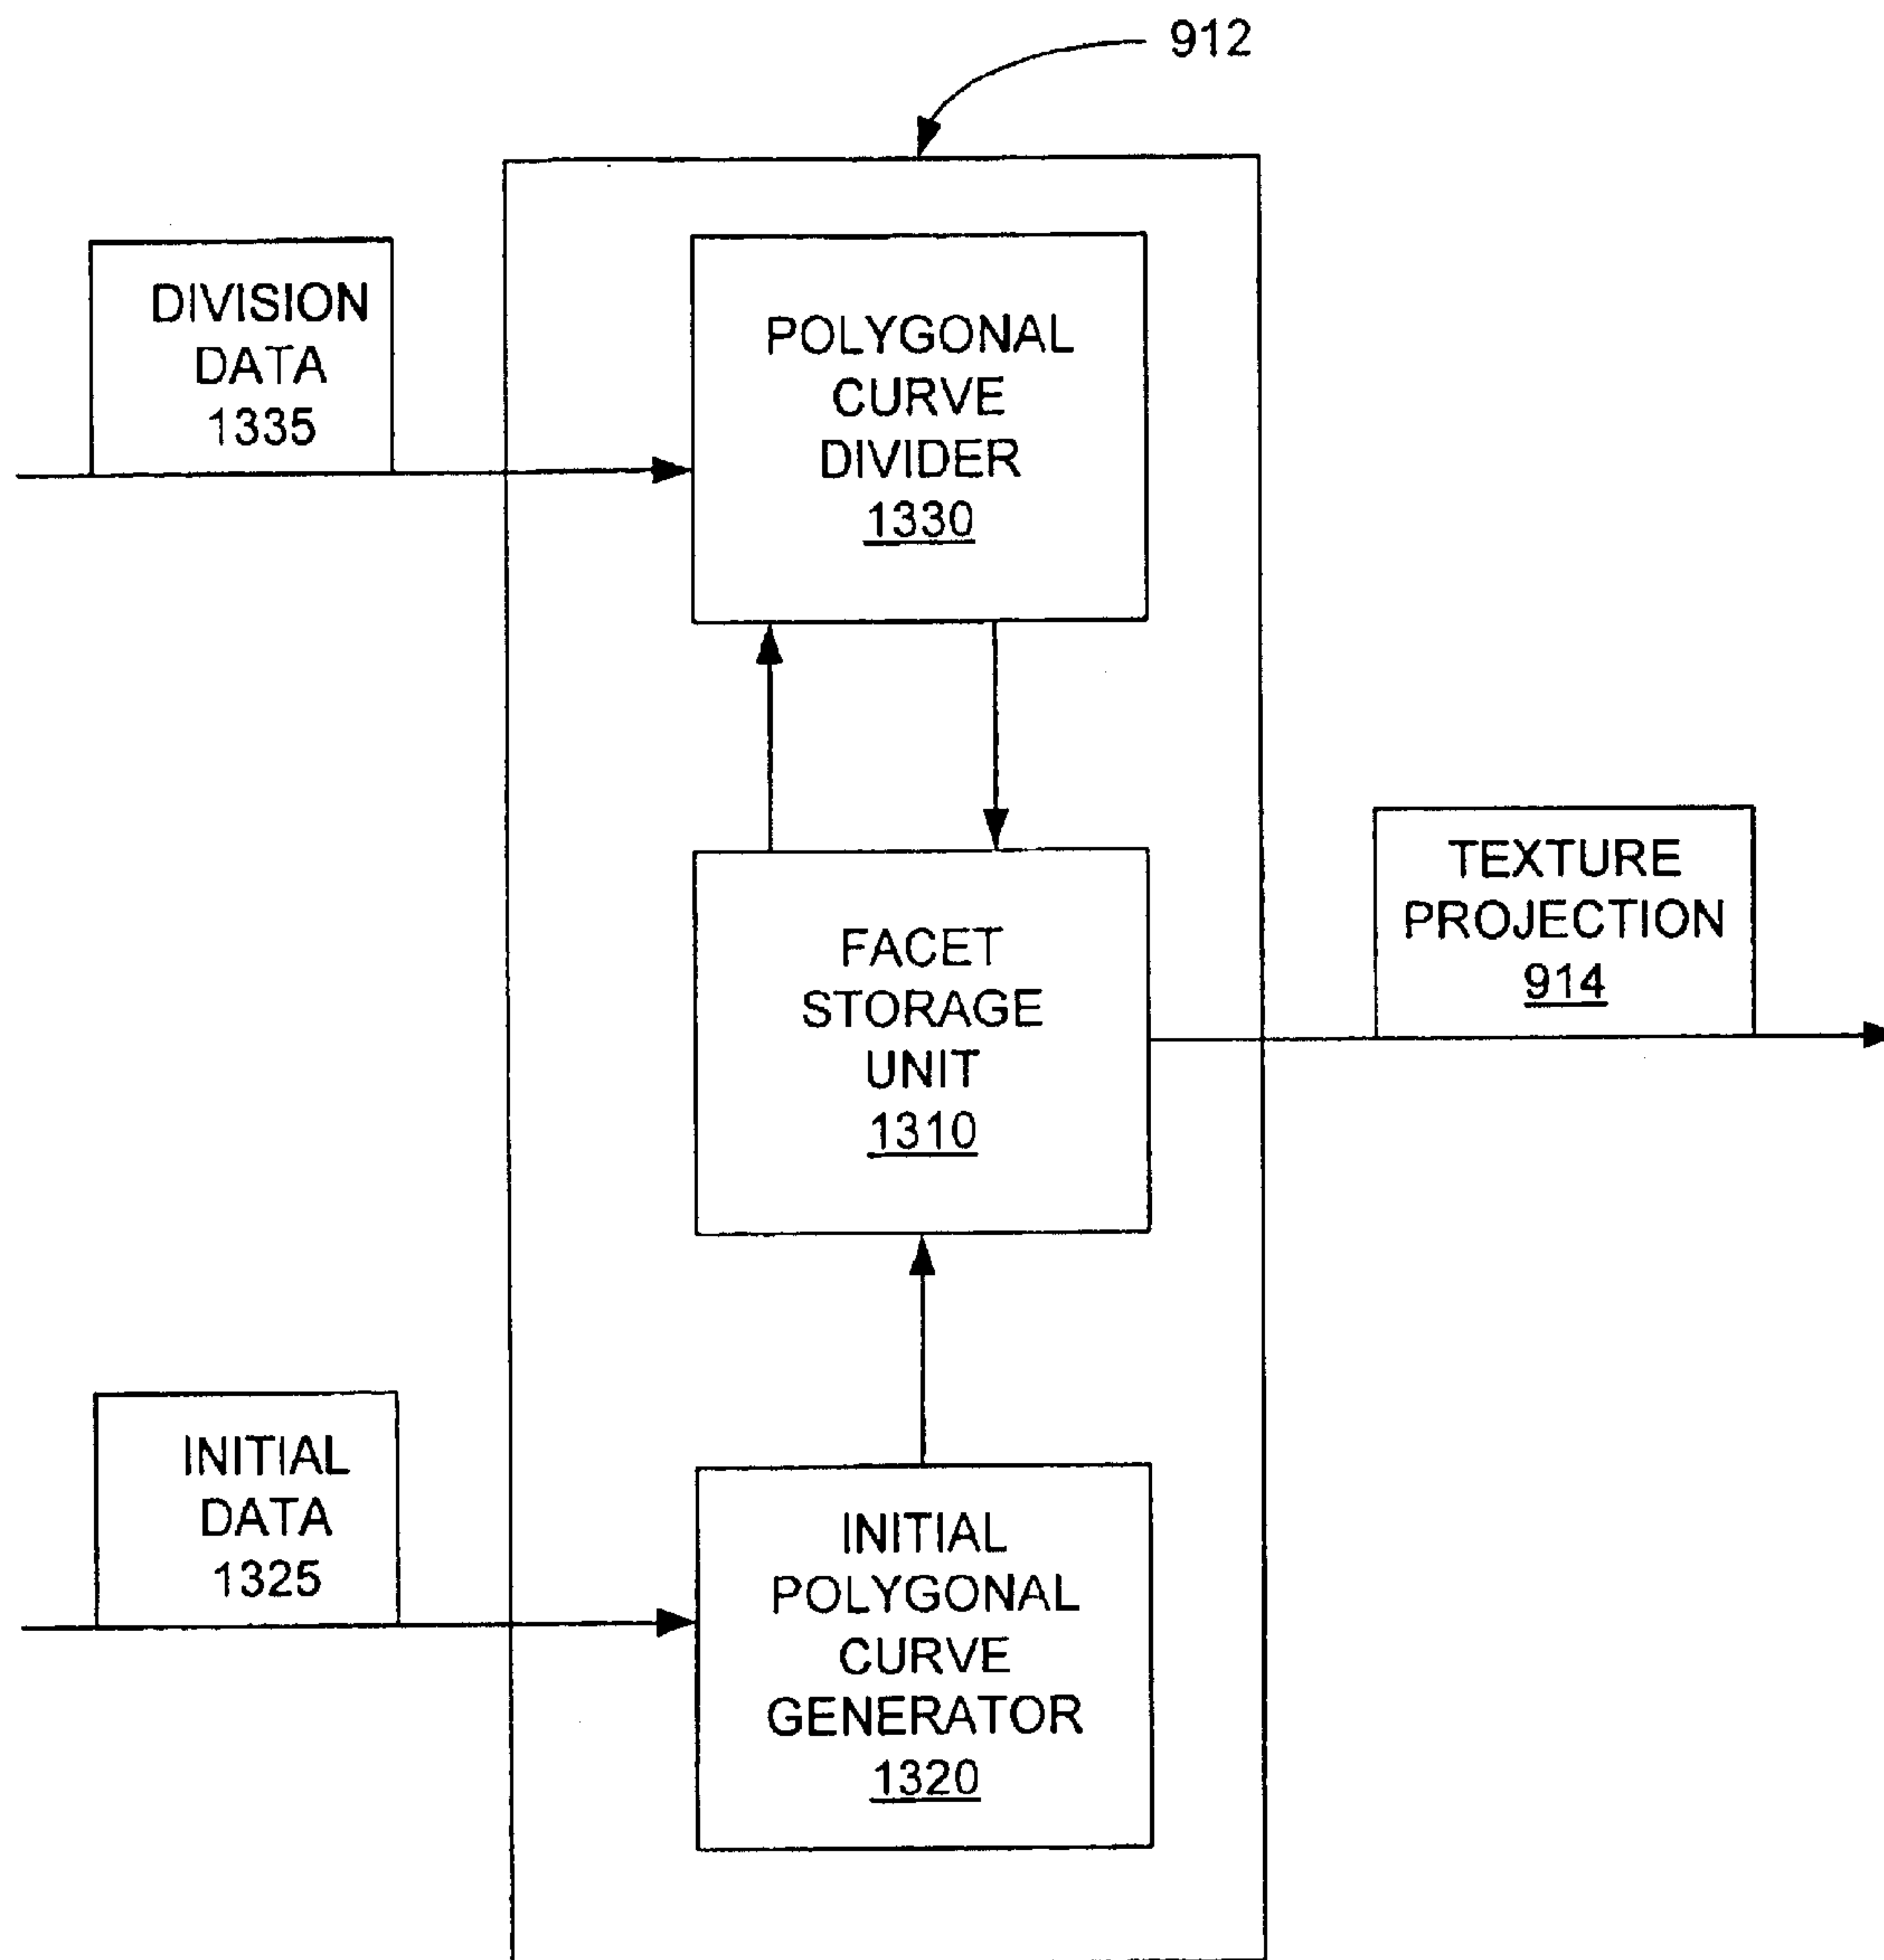 912
DIVISION
DATA
1335
POLYGONAL
CURVE
DIVIDER
1330
FACET
STORAGE
UNIT
1310
TEXTURE
PROJECTION
914
INITIAL
DATA
1325
INITIAL
POLYGONAL
CURVE
GENERATOR
1320